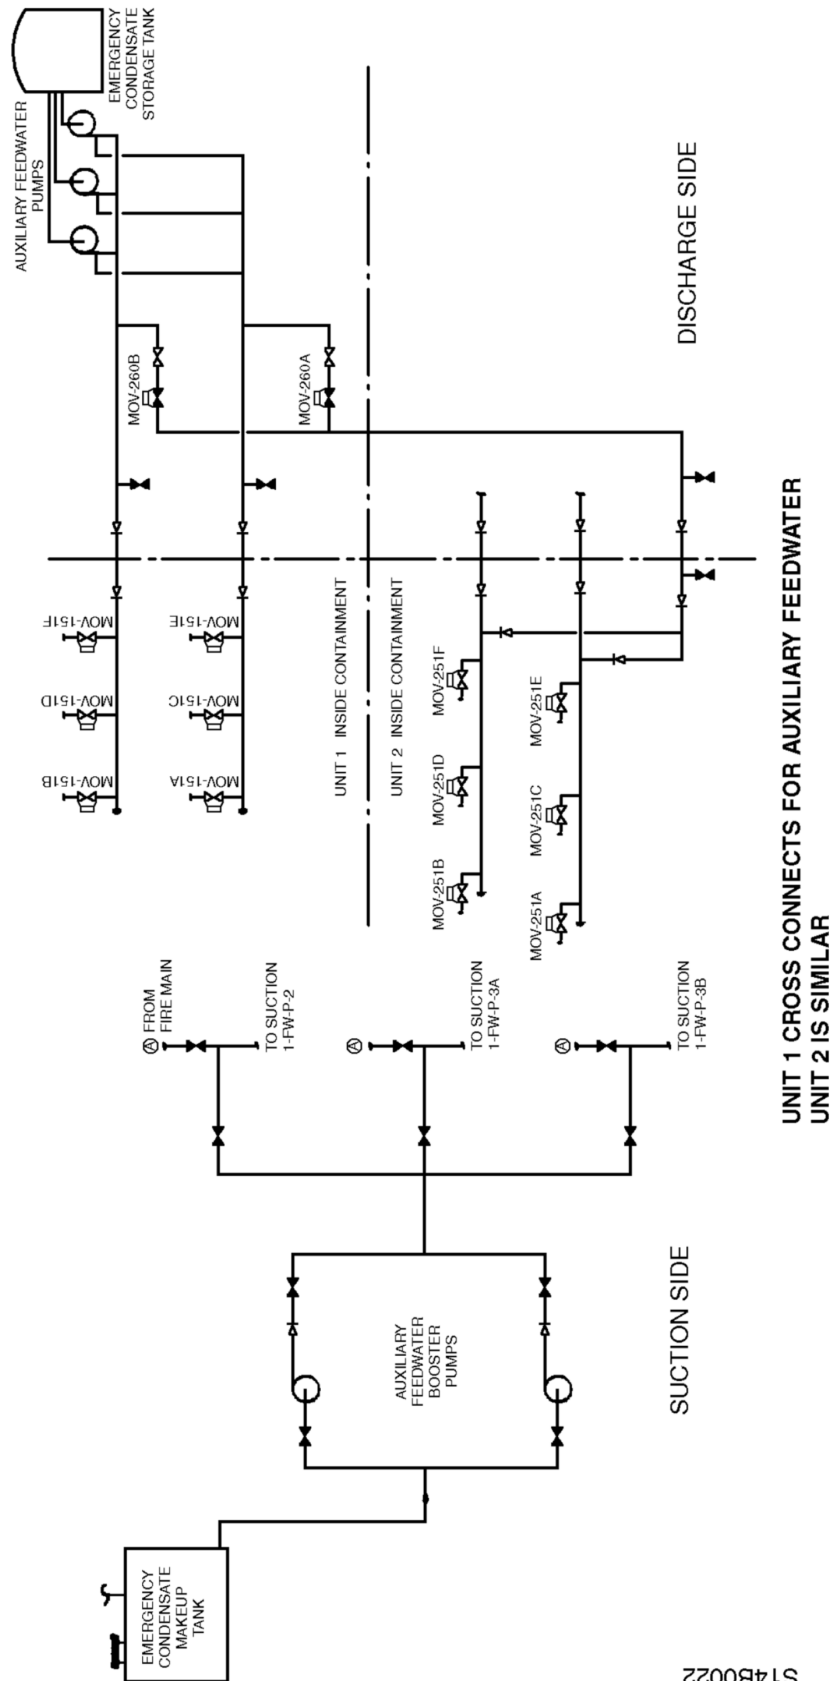 EMERGENCY
CONDENSATE
STORAGE TANK
AUXILIARY FEEDWATER
PUMPS
MOV-260B
MOV-260A
DISCHARGE SIDE
MOV-151F
MOV-151E
MOV-151D
MOV-151C
MOV-151B
MOV-151A
UNIT 1 INSIDE CONTAINMENT
UNIT 2 INSIDE CONTAINMENT
MOV-251F
MOV-251E
MOV-251D
MOV-251C
MOV-251B
MOV-251A
A FROM
FIRE MAIN
TO SUCTION
1-FW-P-2
A
TO SUCTION
1-FW-P-3A
A
TO SUCTION
1-FW-P-3B
AUXILIARY
FEEDWATER
BOOSTER
PUMPS
SUCTION SIDE
EMERGENCY
CONDENSATE
MAKEUP
TANK
UNIT 1 CROSS CONNECTS FOR AUXILIARY FEEDWATER
UNIT 2 IS SIMILAR
S14B0022